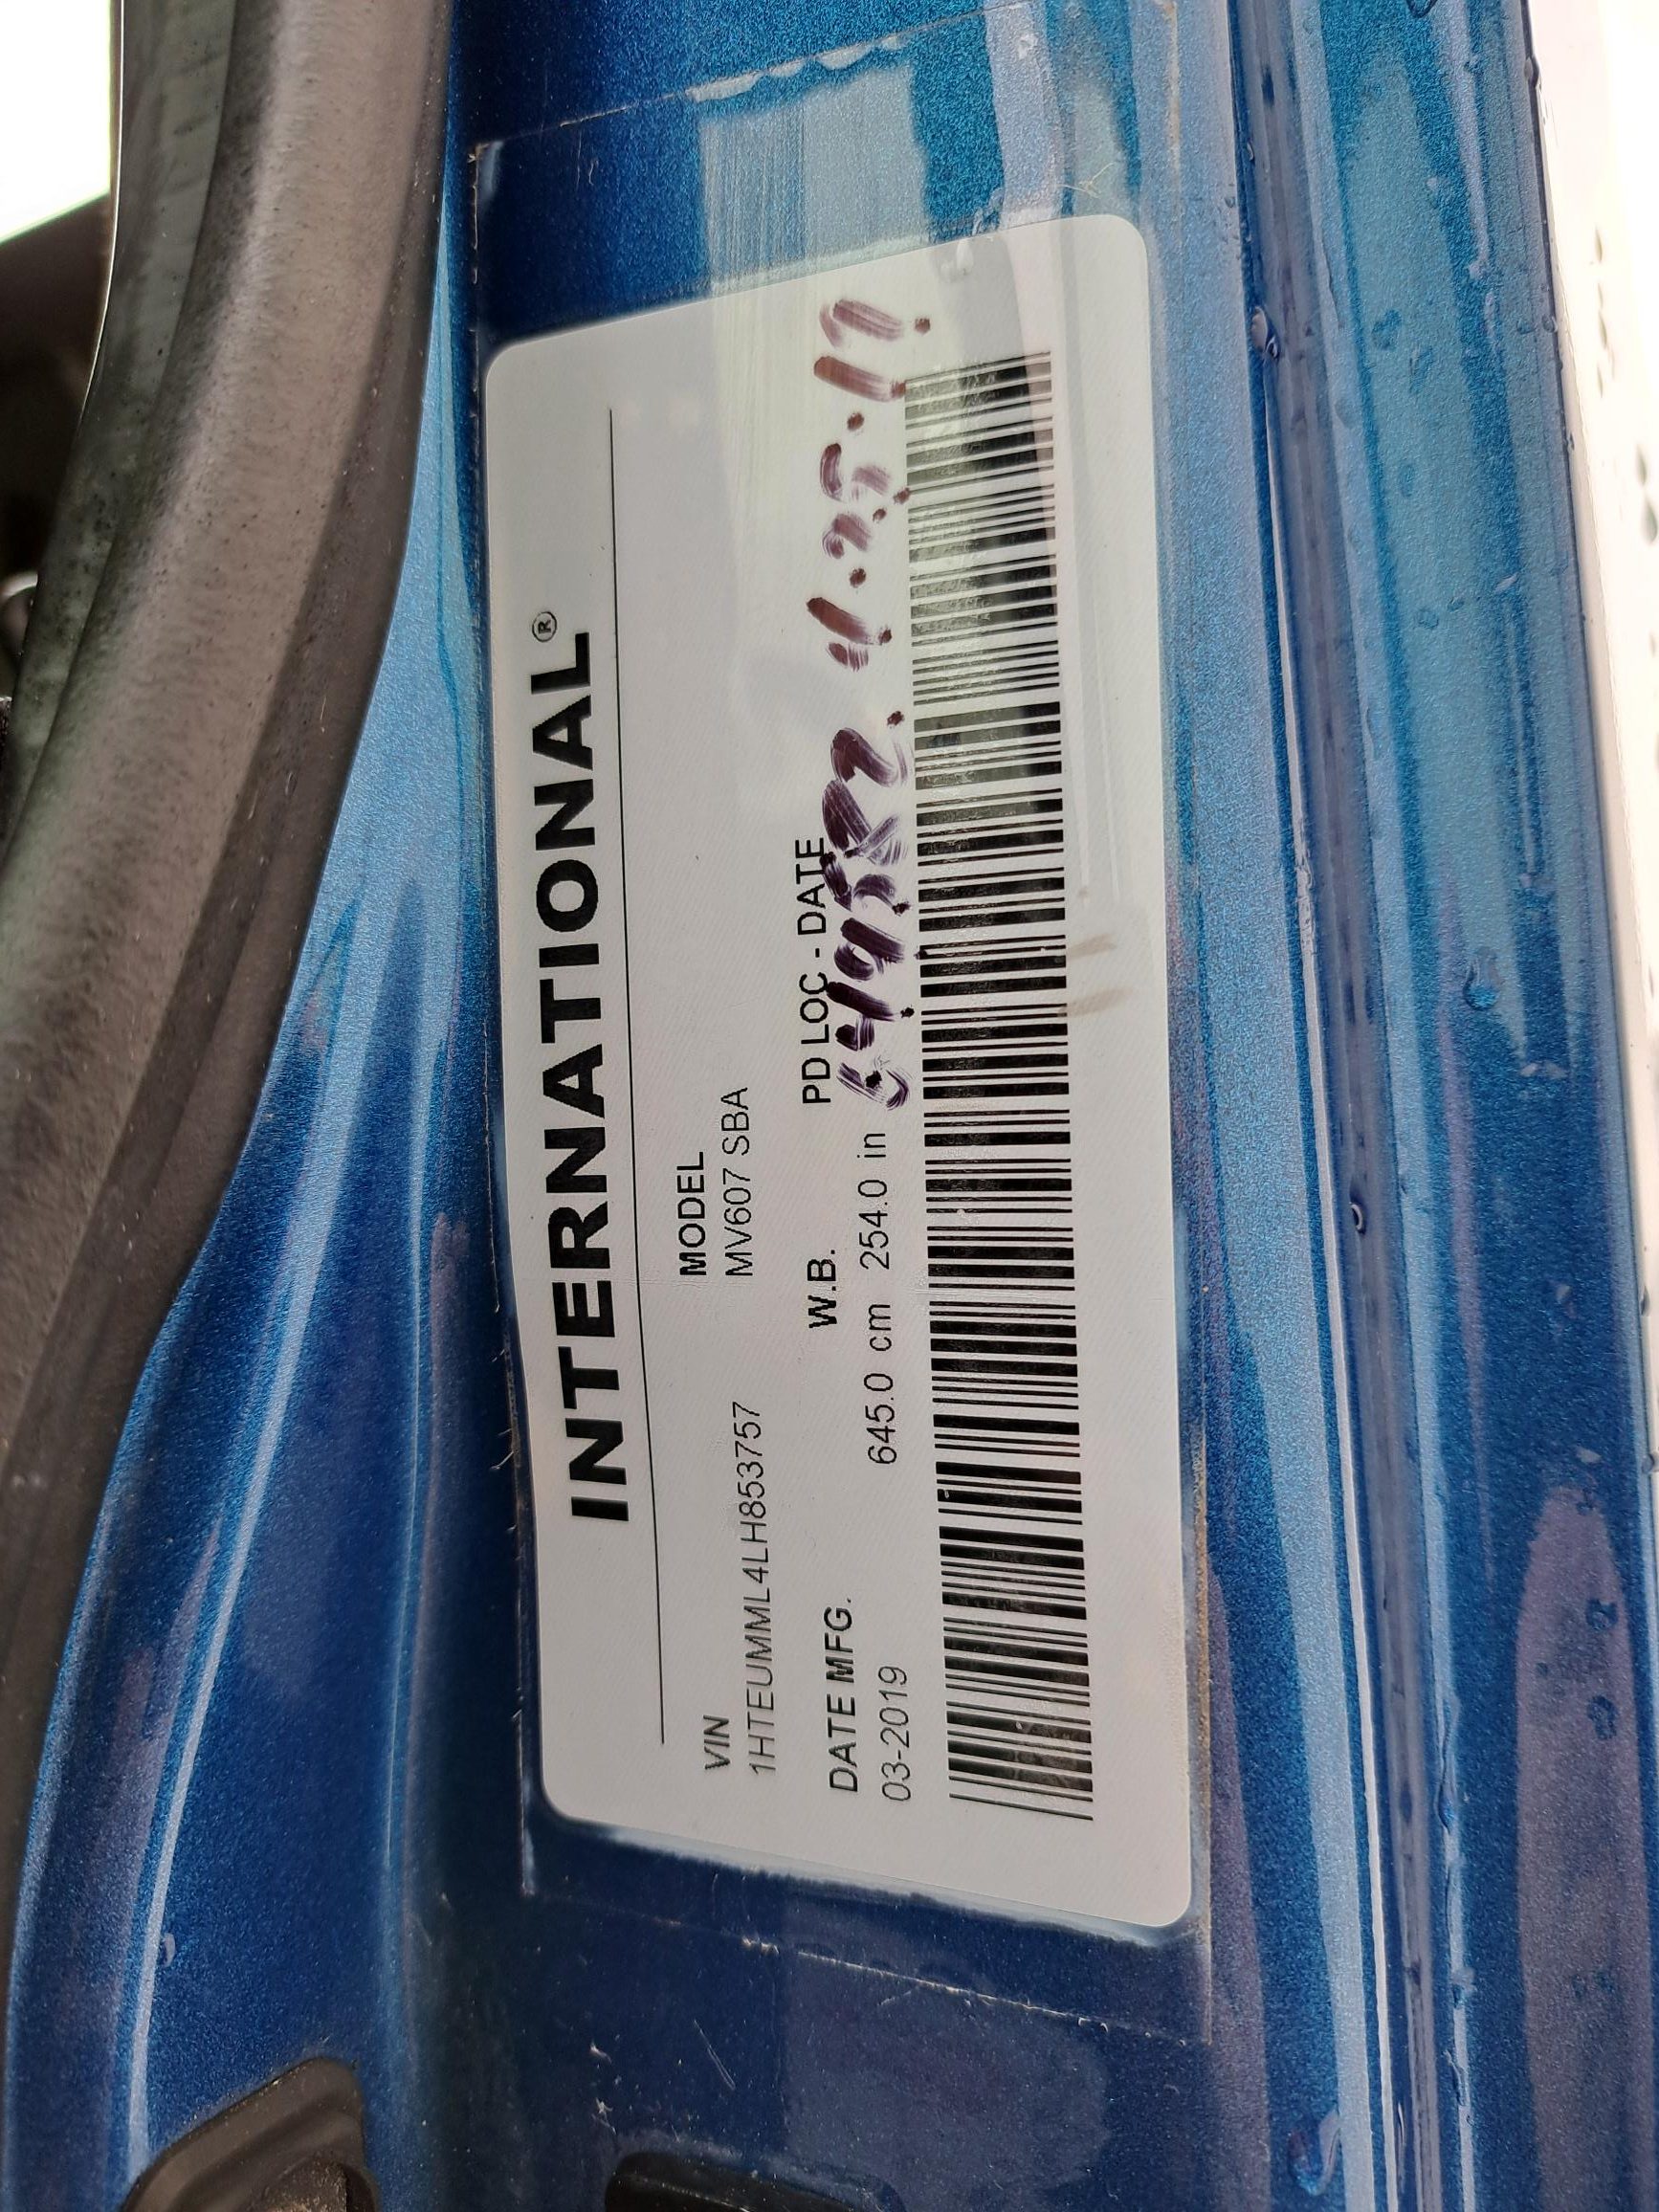 INTERNATIONAL®
VIN MODEL
1HTEUMML4LH853757 MV607 SBA
DATE MFG. W.B. PD LOC - DATE
03-2019 645.0 cm 254.0 in